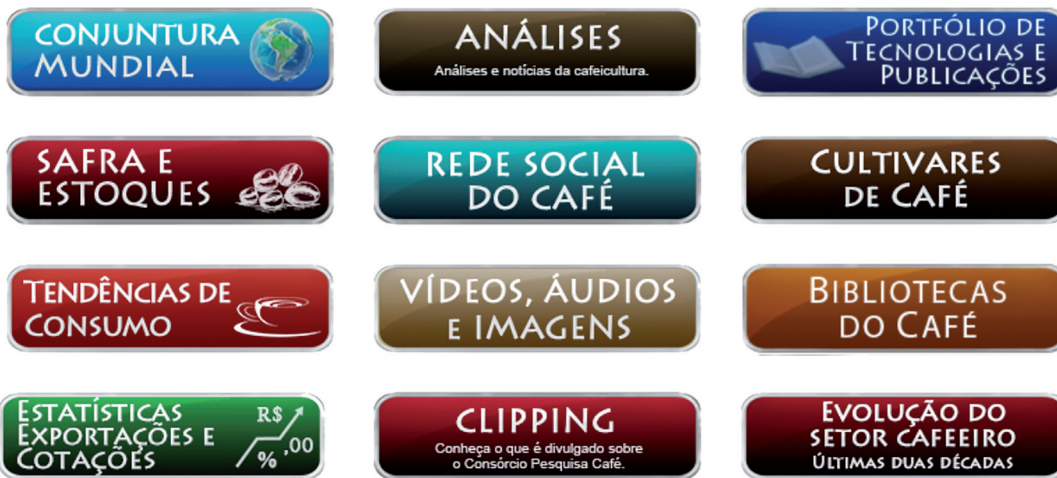 CONJUNTURA
MUNDIAL
ANÁLISES
Análises e notícias da cafeicultura.
PORTFÓLIO DE
TECNOLOGIAS E
PUBLICAÇÕES
SAFRA E
ESTOQUES
REDE SOCIAL
DO CAFÉ
CULTIVARES
DE CAFÉ
TENDÊNCIAS DE
CONSUMO
VÍDEOS, ÁUDIOS
E IMAGENS
BIBLIOTECAS
DO CAFÉ
ESTATÍSTICAS
EXPORTAÇÕES E
COTAÇÕES
R$
,00
%
CLIPPING
Conheça o que é divulgado sobre
o Consórcio Pesquisa Café.
EVOLUÇÃO DO
SETOR CAFEEIRO
ÚLTIMAS DUAS DÉCADAS